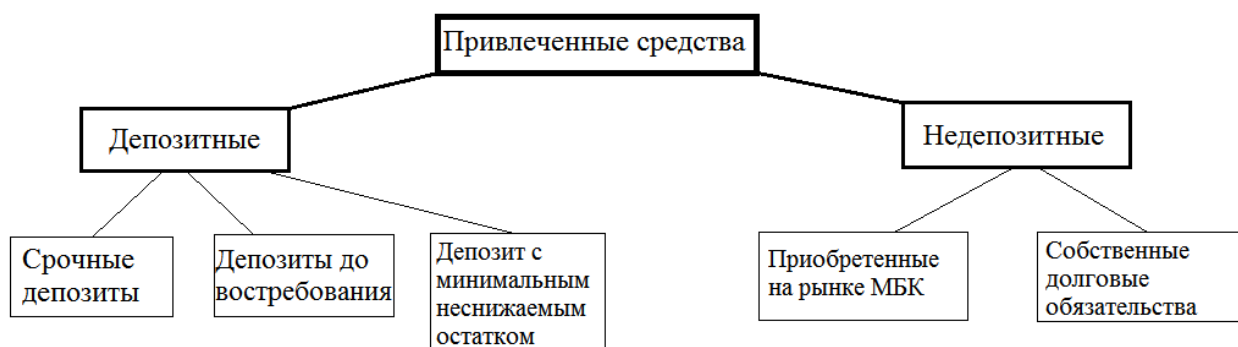 Привлеченные средства
Депозитные
Недепозитные
Срочные
депозиты
Депозиты до
востребования
Депозит с
минимальным
неснижаемым
остатком
Приобретенные
на рынке МБК
Собственные
долговые
обязательства